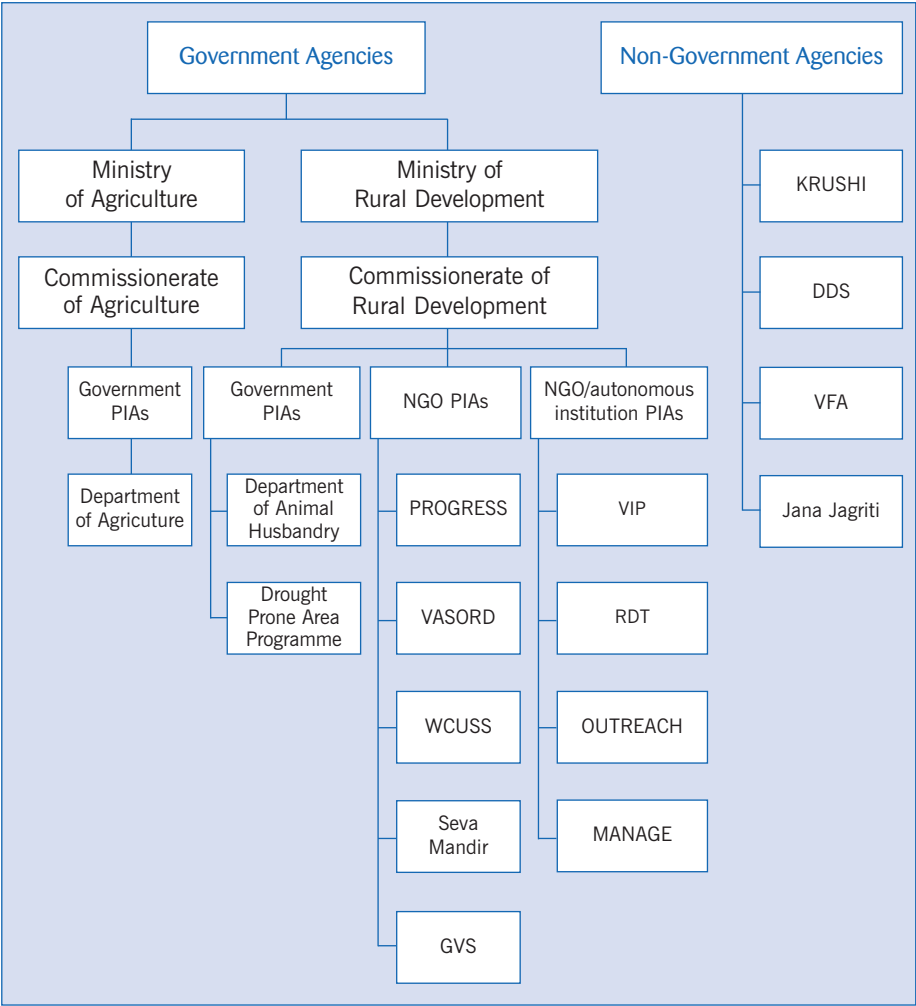 Government Agencies
Non-Government Agencies
Ministry
of Agriculture
Ministry of
Rural Development
KRUSHI
Commissionerate
of Agriculture
Commissionerate of
Rural Development
DDS
Government
PIAs
Government
PIAs
NGO PIAs
NGO/autonomous
institution PIAs
VFA
Department
of Agricuture
Department
of Animal
Husbandry
PROGRESS
VIP
Jana Jagriti
Drought
Prone Area
Programme
VASORD
RDT
WCUSS
OUTREACH
Seva
Mandir
MANAGE
GVS